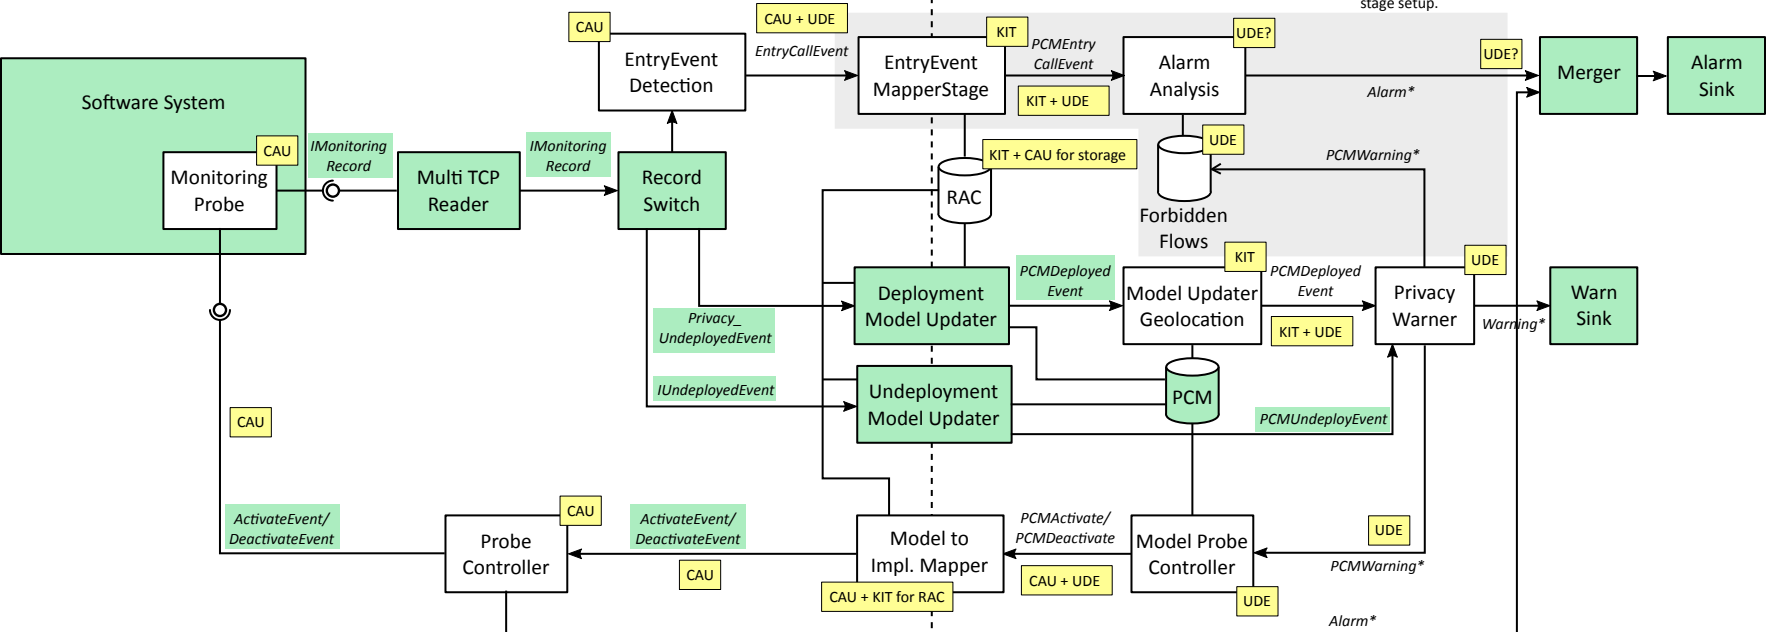 stage setup.
CAU
CAU + UDE
EntryCallEvent
KIT
PCMEntry
CallEvent
UDE?
UDE?
EntryEvent
Detection
EntryEvent
MapperStage
KIT + UDE
Alarm
Analysis
Alarm*
Merger
Alarm
Sink
Software System
CAU
IMonitoring
Record
IMonitoring
Record
Monitoring
Probe
Multi TCP
Reader
Record
Switch
KIT + CAU for storage
RAC
UDE
PCMWarning*
Forbidden
Flows
KIT
UDE
PCMDeployed
Event
PCMDeployed
Event
Deployment
Model Updater
Model Updater
Geolocation
Privacy
Warner
Warn
Sink
Privacy_
UndeployedEvent
KIT + UDE
Warning*
IUndeployedEvent
Undeployment
Model Updater
PCM
PCMUndeployEvent
CAU
ActivateEvent/
DeactivateEvent
CAU
Probe
Controller
ActivateEvent/
DeactivateEvent
CAU
Model to
Impl. Mapper
CAU + KIT for RAC
PCMActivate/
PCMDeactivate
CAU + UDE
Model Probe
Controller
UDE
UDE
PCMWarning*
Alarm*